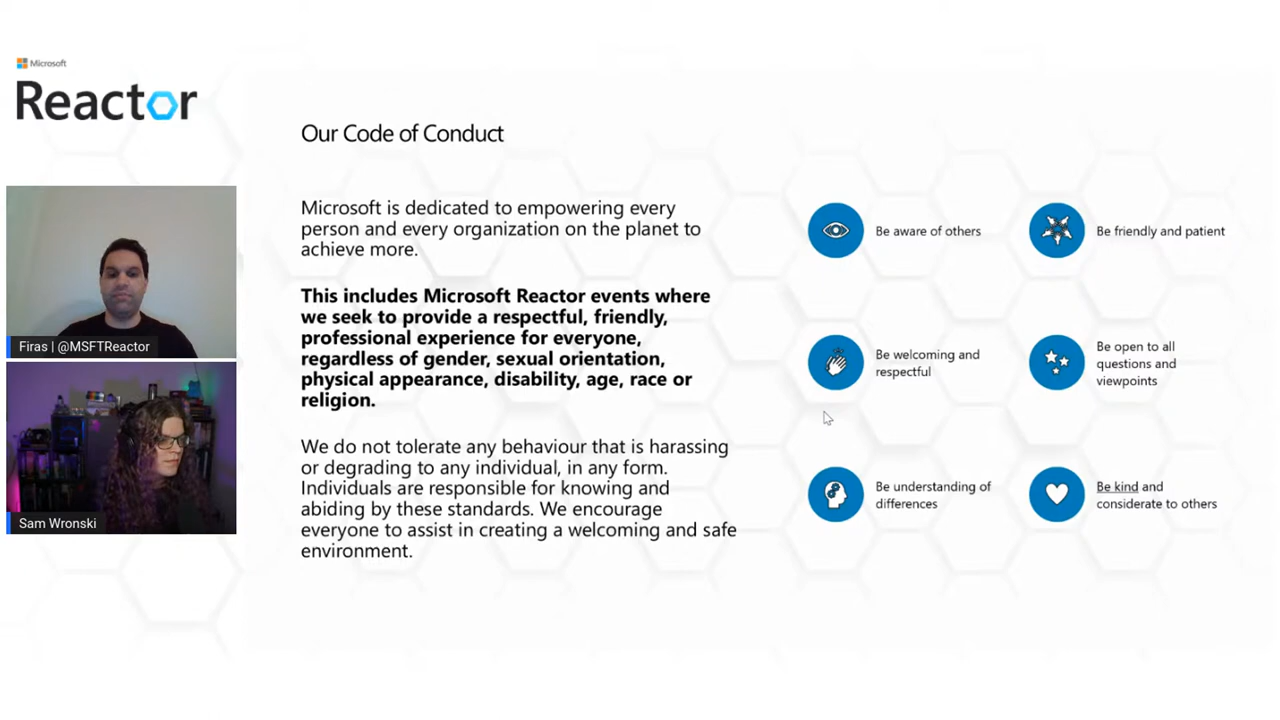 Microsoft
Reactor
Our Code of Conduct
Microsoft is dedicated to empowering every
person and every organization on the planet to
achieve more.
This includes Microsoft Reactor events where
we seek to provide a respectful, friendly,
professional experience for everyone,
regardless of gender, sexual orientation,
physical appearance, disability, age, race or
religion.
We do not tolerate any behaviour that is harassing
or degrading to any individual, in any form.
Individuals are responsible for knowing and
abiding by these standards. We encourage
everyone to assist in creating a welcoming and safe
environment.
Be aware of others
Be friendly and patient
Be welcoming and
respectful
Be open to all
questions and
viewpoints
Be understanding of
differences
Be kind and
considerate to others
Firas | @MSFTReactor
Sam Wronski